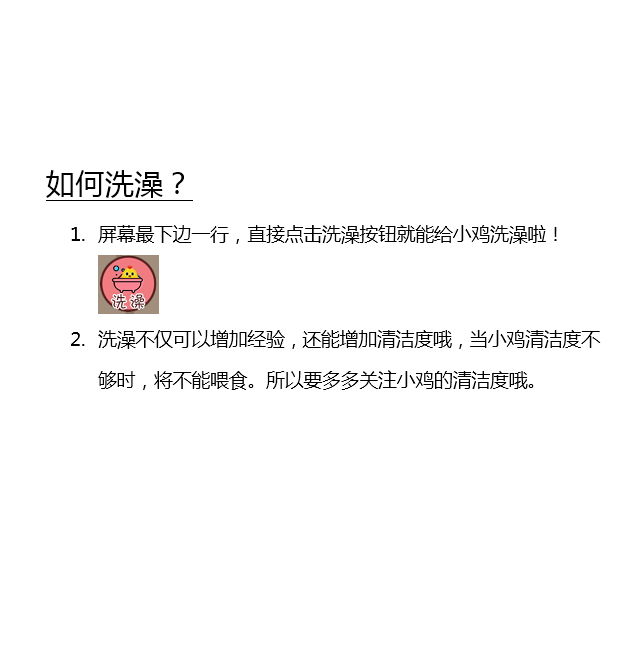 如何洗澡？
1. 屏幕最下边一行，直接点击洗澡按钮就能给小鸡洗澡啦！
洗澡
2. 洗澡不仅可以增加经验，还能增加清洁度哦，当小鸡清洁度不
够时，将不能喂食。所以要多多关注小鸡的清洁度哦。